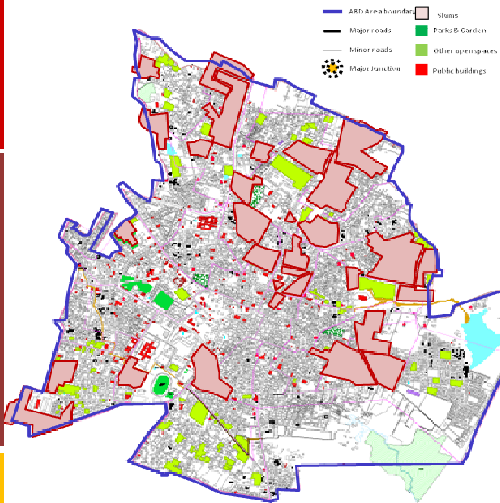 ABD Area boundary
Slums
Major roads
Parks & Garden
Minor roads
Other open spaces
Major Junction
Public buildings